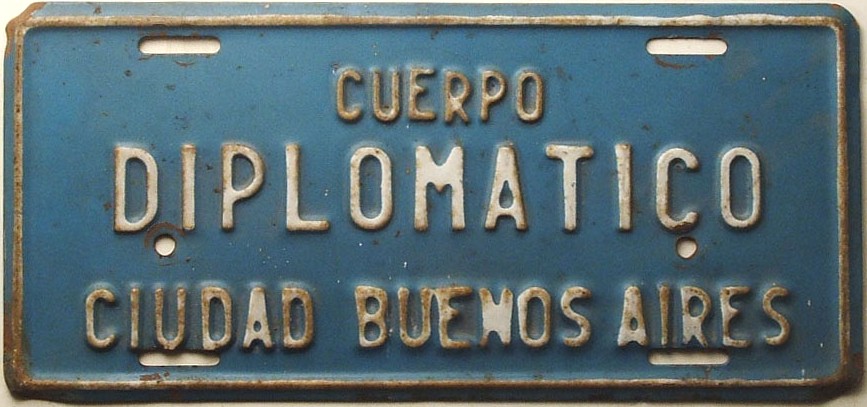 CUERPO
DIPLOMATICO
CIUDAD BUENOS AIRES